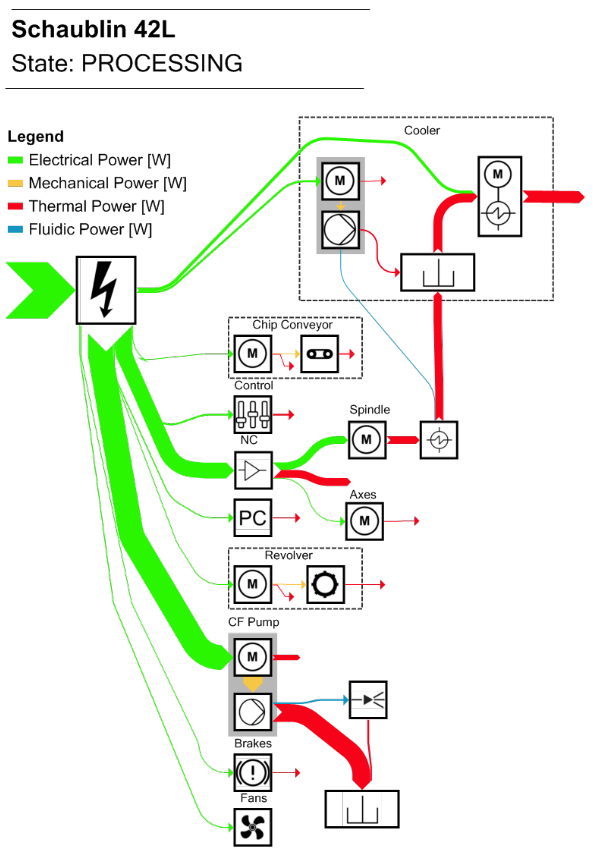 Schaublin 42L
State: PROCESSING
Legend
Electrical Power [W]
Mechanical Power [W]
Thermal Power [W]
Fluidic Power [W]
Cooler
M
M
Chip Conveyor
M
Control
NC
Spindle
M
PC
Axes
M
Revolver
M
CF Pump
M
Brakes
Fans